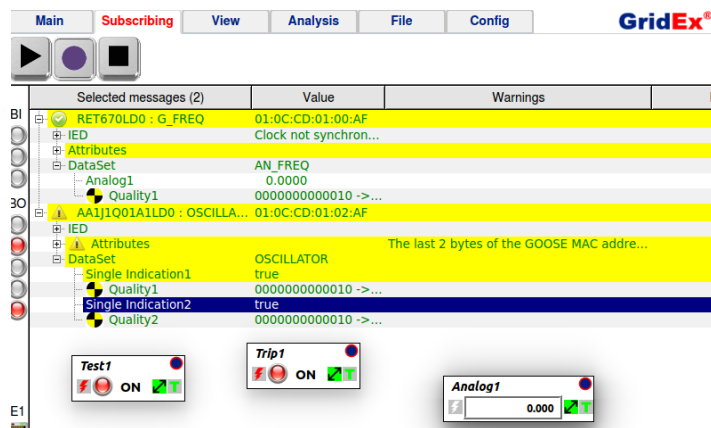 Main Subscribing View Analysis File Config GridEx®
Selected messages (2) Value Warnings
BI
RET670LD0 : G_FREQ 01:0C:CD:01:00:AF
IED Clock not synchron...
Attributes
DataSet AN_FREQ
Analog1 0.0000
Quality1 0000000000010 ->...
BO
AA1J1Q01A1LD0 : OSCILLA... 01:0C:CD:01:02:AF
IED
Attributes The last 2 bytes of the GOOSE MAC addre...
DataSet OSCILLATOR
Single Indication1 true
Quality1 0000000000010 ->...
Single Indication2 true
Quality2 0000000000010 ->...
Test1
ON T
Trip1
ON T
Analog1
0.000 T
E1